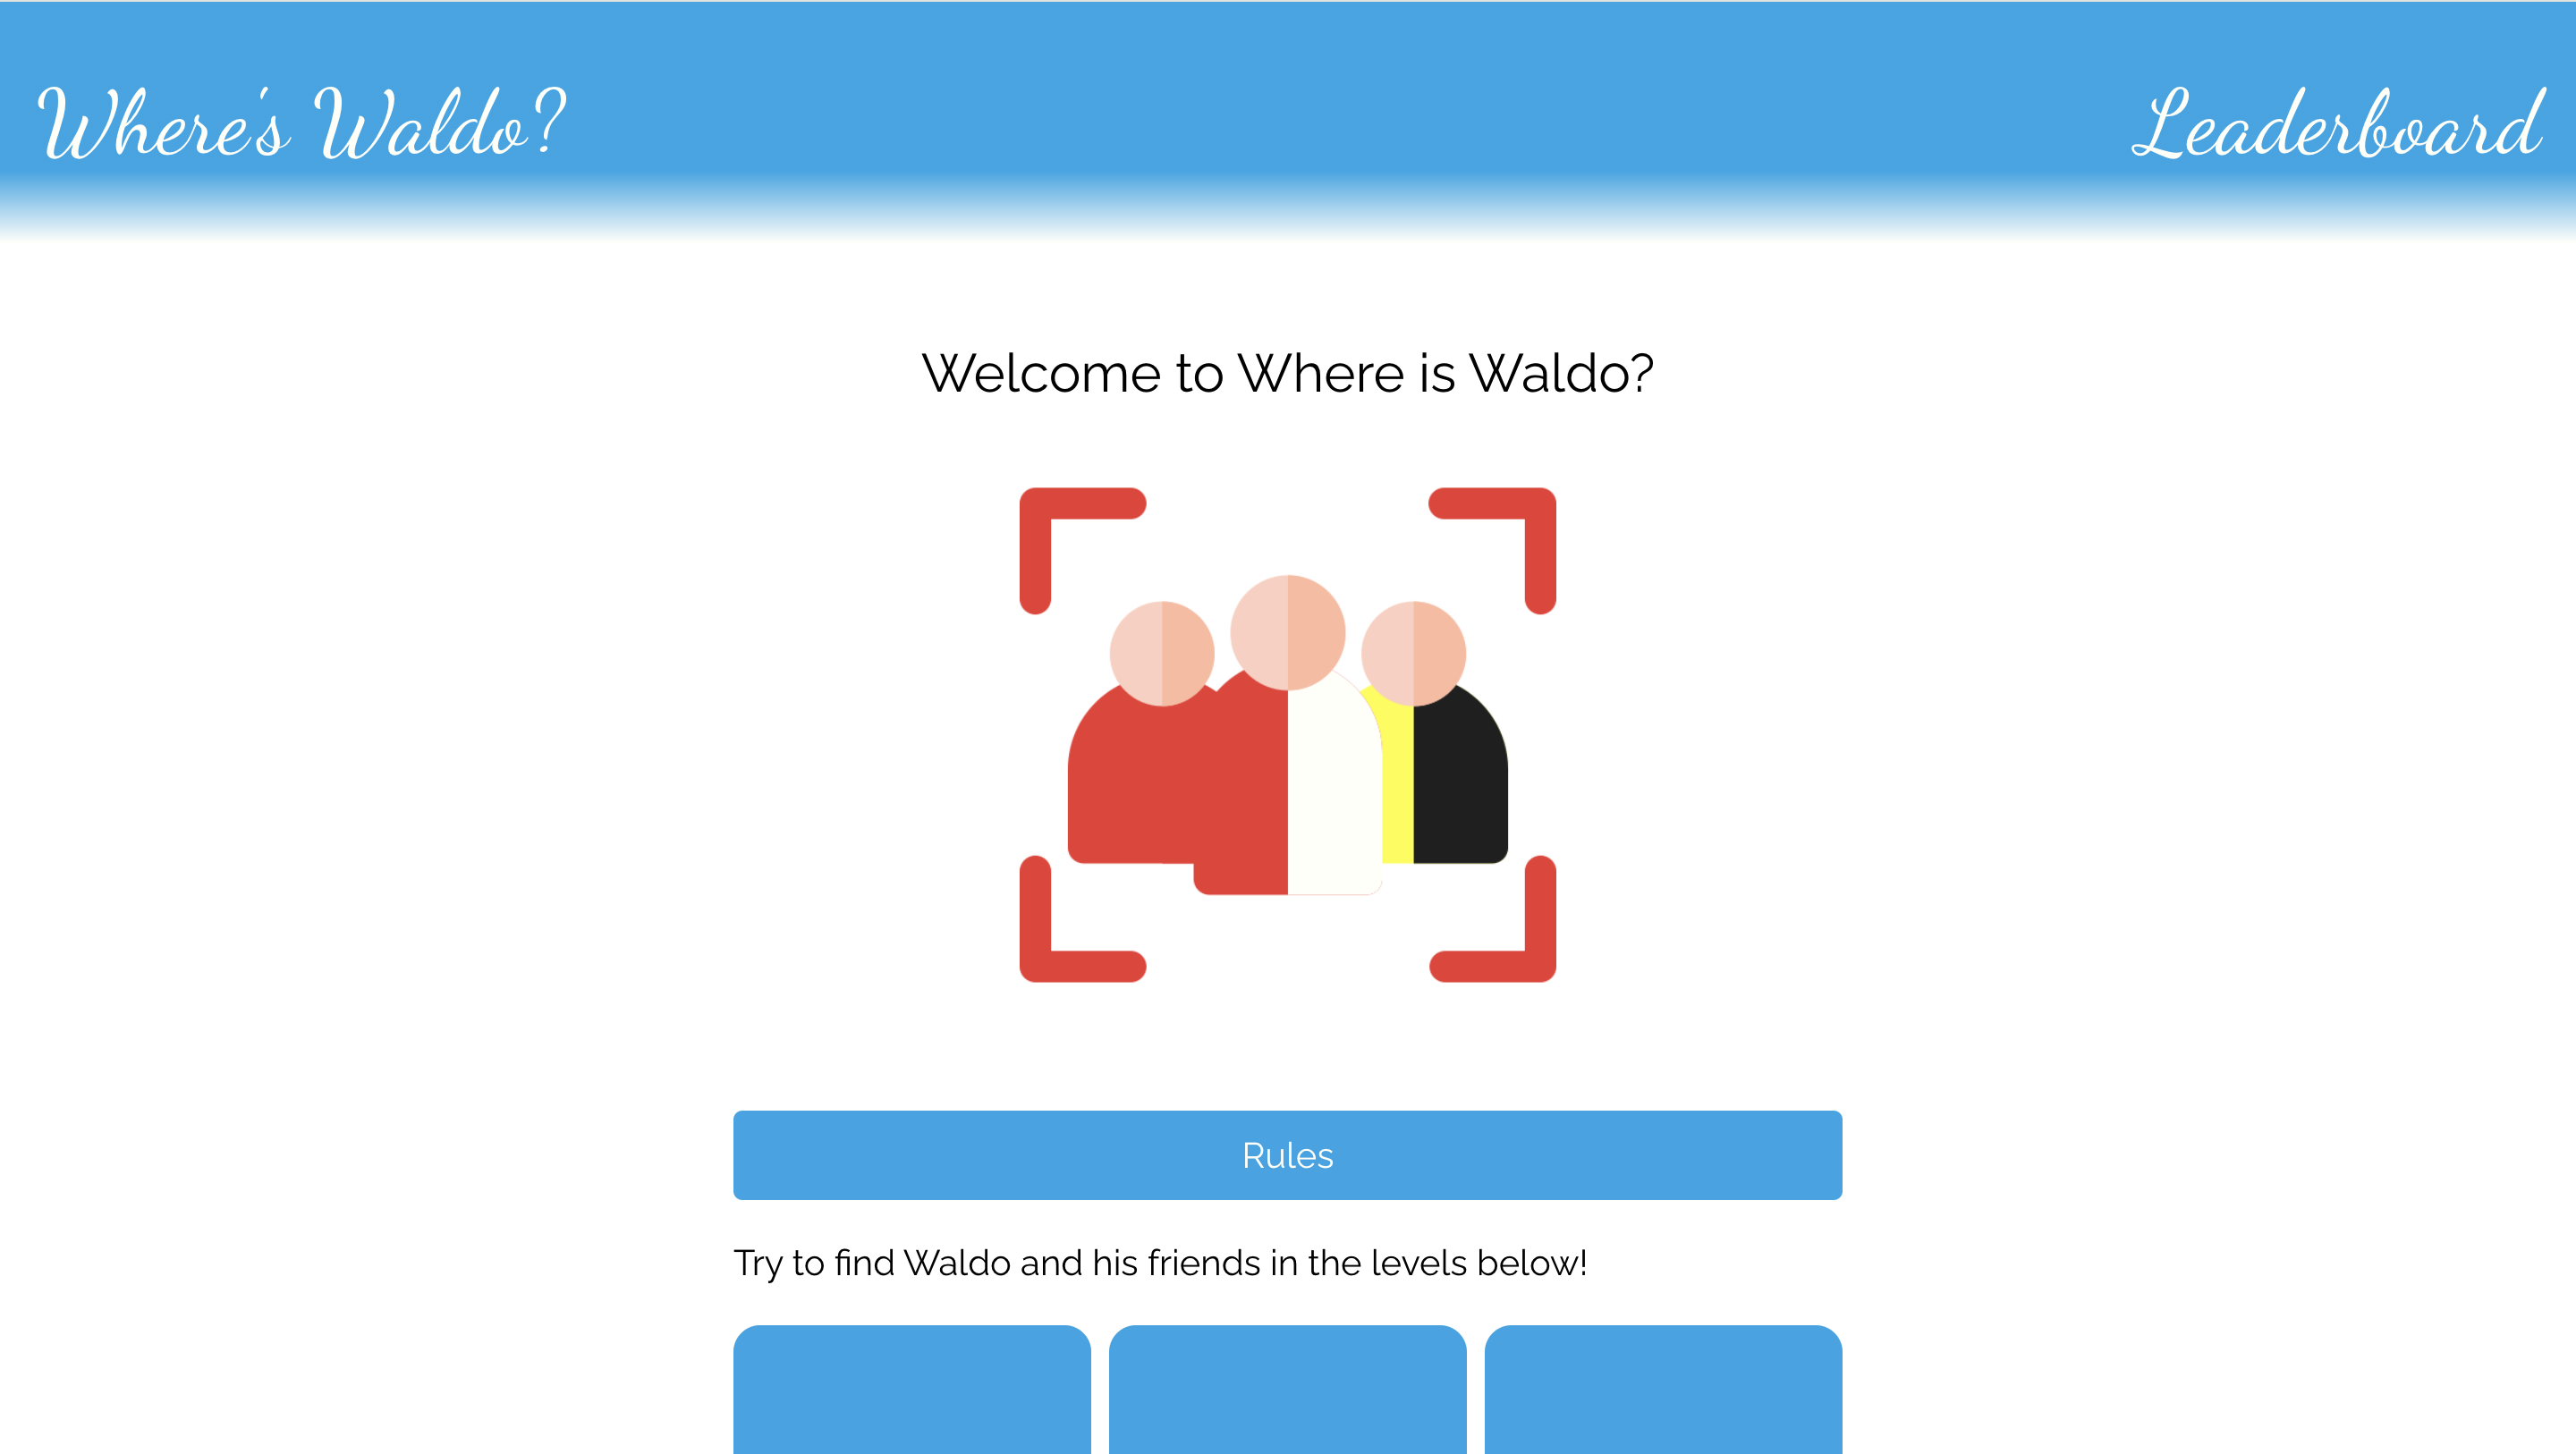 Where's Waldo?
Leaderboard
Welcome to Where is Waldo?
Rules
Try to find Waldo and his friends in the levels below!